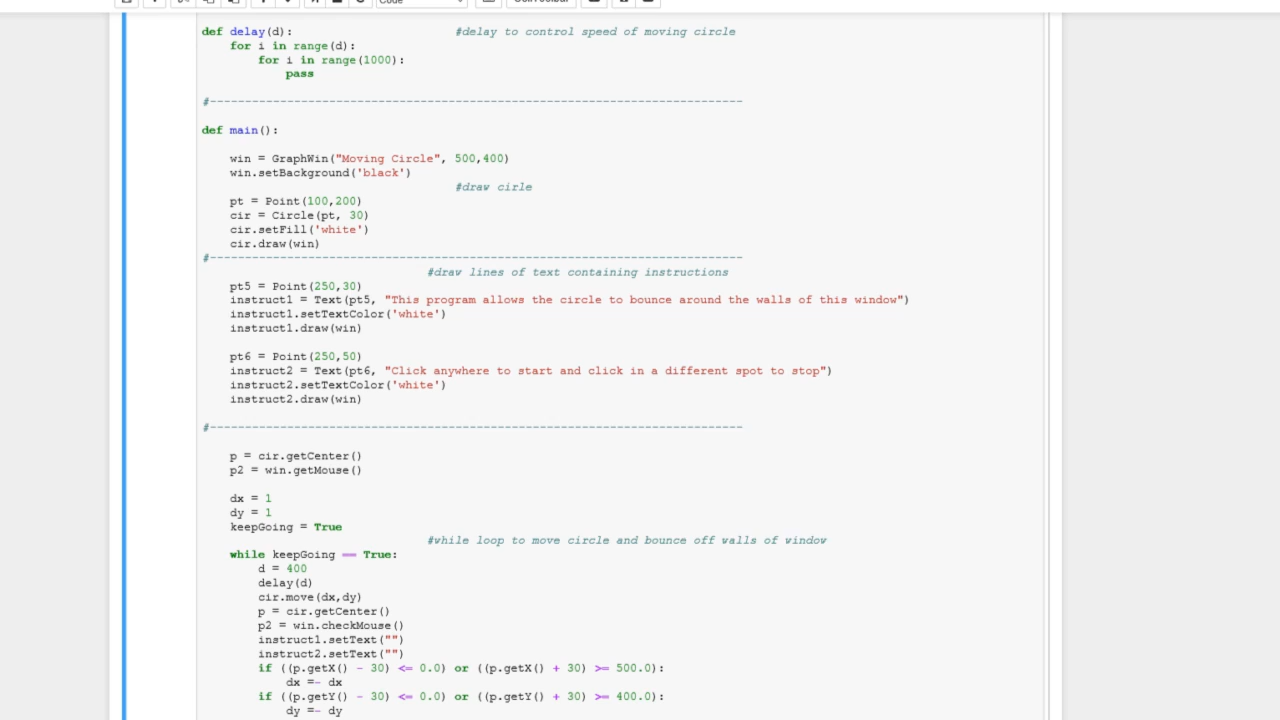 Code
def delay(d): #delay to control speed of moving circle
for i in range(d):
for i in range(1000):
pass
#----------------------------------------------------------------------------
def main():
win = GraphWin("Moving Circle", 500,400)
win.setBackground('black')
#draw cirle
pt = Point(100,200)
cir = Circle(pt, 30)
cir.setFill('white')
cir.draw(win)
#----------------------------------------------------------------------------
#draw lines of text containing instructions
pt5 = Point(250,30)
instruct1 = Text(pt5, "This program allows the circle to bounce around the walls of this window")
instruct1.setTextColor('white')
instruct1.draw(win)
pt6 = Point(250,50)
instruct2 = Text(pt6, "Click anywhere to start and click in a different spot to stop")
instruct2.setTextColor('white')
instruct2.draw(win)
#----------------------------------------------------------------------------
p = cir.getCenter()
p2 = win.getMouse()
dx = 1
dy = 1
keepGoing = True
#while loop to move circle and bounce off walls of window
while keepGoing == True:
d = 400
delay(d)
cir.move(dx,dy)
p = cir.getCenter()
p2 = win.checkMouse()
instruct1.setText("")
instruct2.setText("")
if ((p.getX() - 30) <= 0.0) or ((p.getX() + 30) >= 500.0):
dx =- dx
if ((p.getY() - 30) <= 0.0) or ((p.getY() + 30) >= 400.0):
dy =- dy